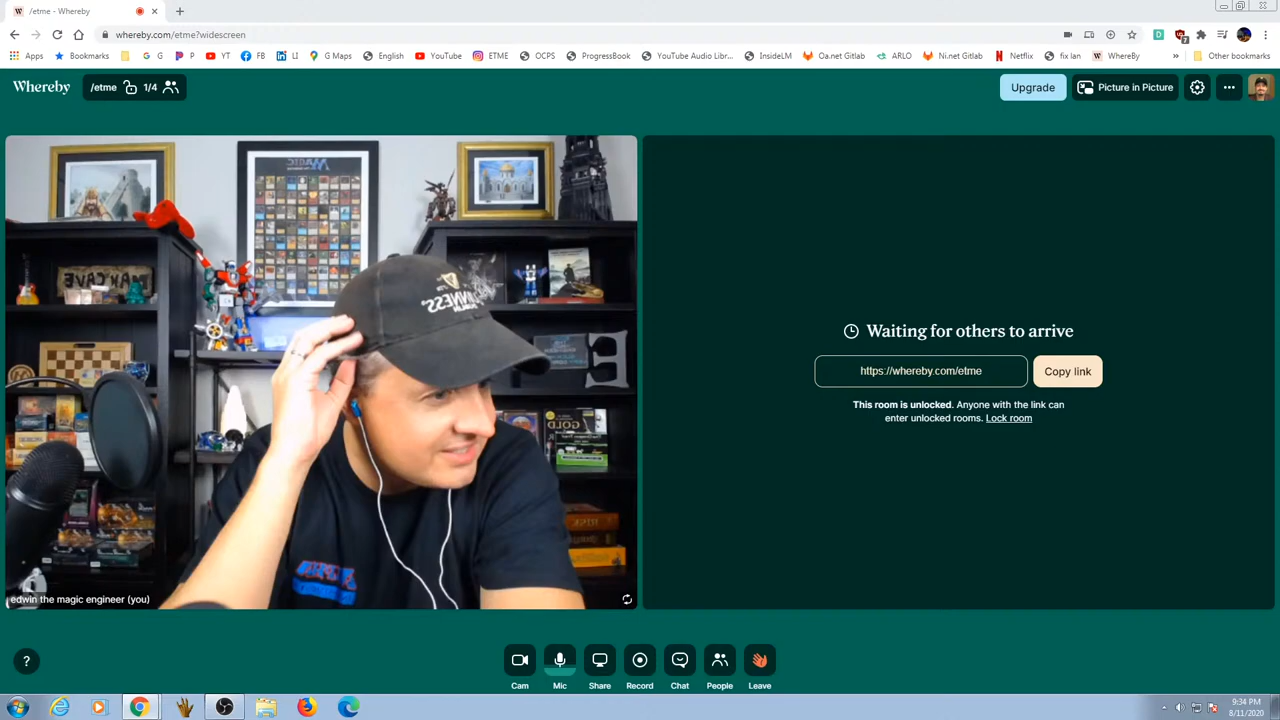 /etme - Whereby
whereby.com/etme?widescreen
Apps
Bookmarks
G
P
YT
FB
LI
G Maps
English
YouTube
ETME
OCPS
ProgressBook
YouTube Audio Libr...
InsideLM
Oa.net Gitlab
ARLO
Ni.net Gitlab
Netflix
fix lan
WhereBy
»
Other bookmarks
Whereby
/etme 1/4
Upgrade
Picture in Picture
MAGIC
MAN CAVE
GUINNESS
GOLD
RISK
Waiting for others to arrive
https://whereby.com/etme
Copy link
This room is unlocked. Anyone with the link can
enter unlocked rooms. Lock room
edwin the magic engineer (you)
?
Cam
Mic
Share
Record
Chat
People
Leave
9:34 PM
8/11/2020